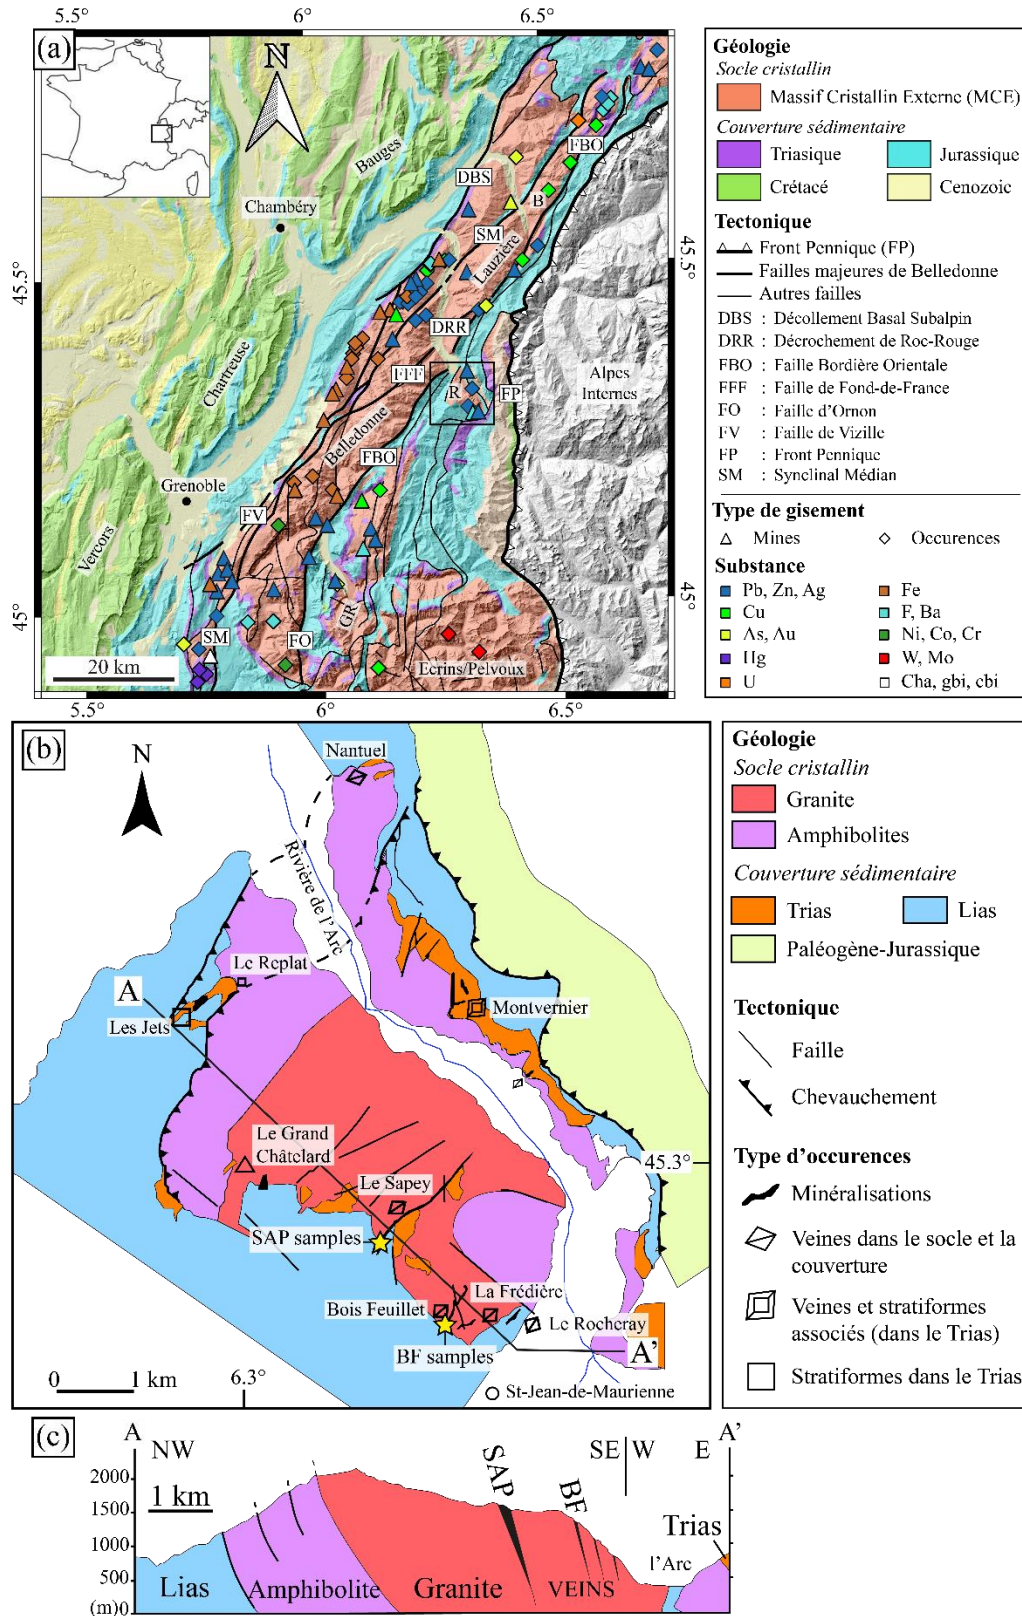 5.5°
6°
6.5°
(a)
N
Bauges
FBO
DBS
Chambéry
B
SM
Lauzière
45.5°
45.5°
DRR
Chartreuse
FFF
R
FP
Alpes
Internes
Belledonne
FBO
Grenoble
FV
Vercors
45°
45°
GR
SM
FO
Ecrins/Pelvoux
20 km
5.5°
6°
6.5°
Géologie
Socle cristallin
Massif Cristallin Externe (MCE)
Couverture sédimentaire
Triasique
Jurassique
Crétacé
Cenozoic
Tectonique
Front Pennique (FP)
Failles majeures de Belledonne
Autres failles
DBS : Décollement Basal Subalpin
DRR : Décrochement de Roc-Rouge
FBO : Faille Bordière Orientale
FFF : Faille de Fond-de-France
FO : Faille d'Ornon
FV : Faille de Vizille
FP : Front Pennique
SM : Synclinal Médian
Type de gisement
Mines
Occurences
Substance
Pb, Zn, Ag
Fe
Cu
F, Ba
As, Au
Ni, Co, Cr
Hg
W, Mo
U
Cha, gbi, cbi
(b)
N
Nantuel
Rivière de l'Arc
Le Replat
A
Les Jets
Montvernier
Le Grand
Châtelard
45.3°
Le Sapey
SAP samples
La Frédière
Bois Feuillet
Le Rocheray
BF samples
A'
0 1 km
6.3°
St-Jean-de-Maurienne
Géologie
Socle cristallin
Granite
Amphibolites
Couverture sédimentaire
Trias
Lias
Paléogène-Jurassique
Tectonique
Faille
Chevauchement
Type d'occurences
Minéralisations
Veines dans le socle et la
couverture
Veines et stratiformes
associés (dans le Trias)
Stratiformes dans le Trias
(c)
A
A'
NW
SE
W
E
2000
1 km
1500
1000
500
(m)0
SAP
BF
Trias
l'Arc
Lias
Amphibolite
Granite
VEINS